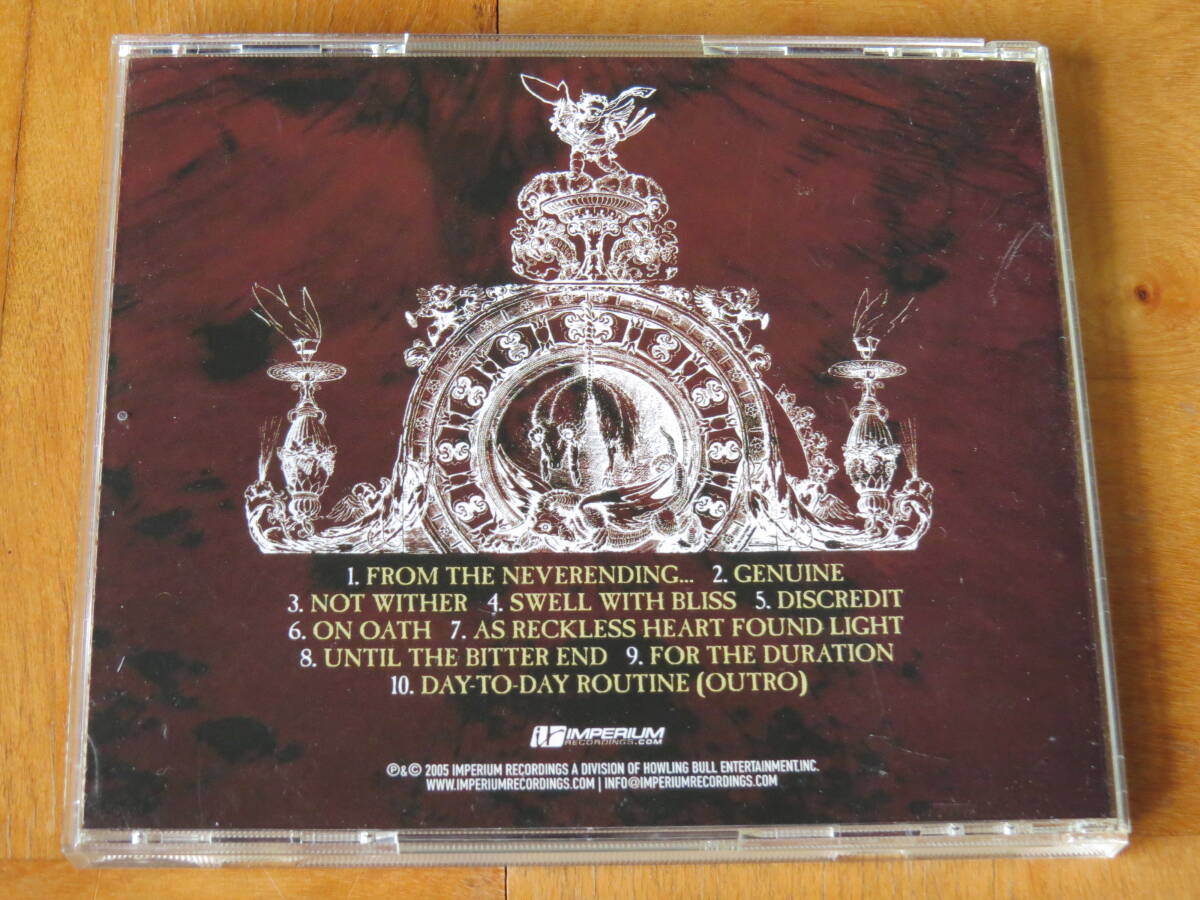 1. FROM THE NEVERENDING... 2. GENUINE
3. NOT WITHER 4. SWELL WITH BLISS 5. DISCREDIT
6. ON OATH 7. AS RECKLESS HEART FOUND LIGHT
8. UNTIL THE BITTER END 9. FOR THE DURATION
10. DAY-TO-DAY ROUTINE (OUTRO)
ir IMPERIUM
RECORDINGS.COM
℗&© 2005 IMPERIUM RECORDINGS A DIVISION OF HOWLING BULL ENTERTAINMENT,INC.
WWW.IMPERIUMRECORDINGS.COM | INFO@IMPERIUMRECORDINGS.COM